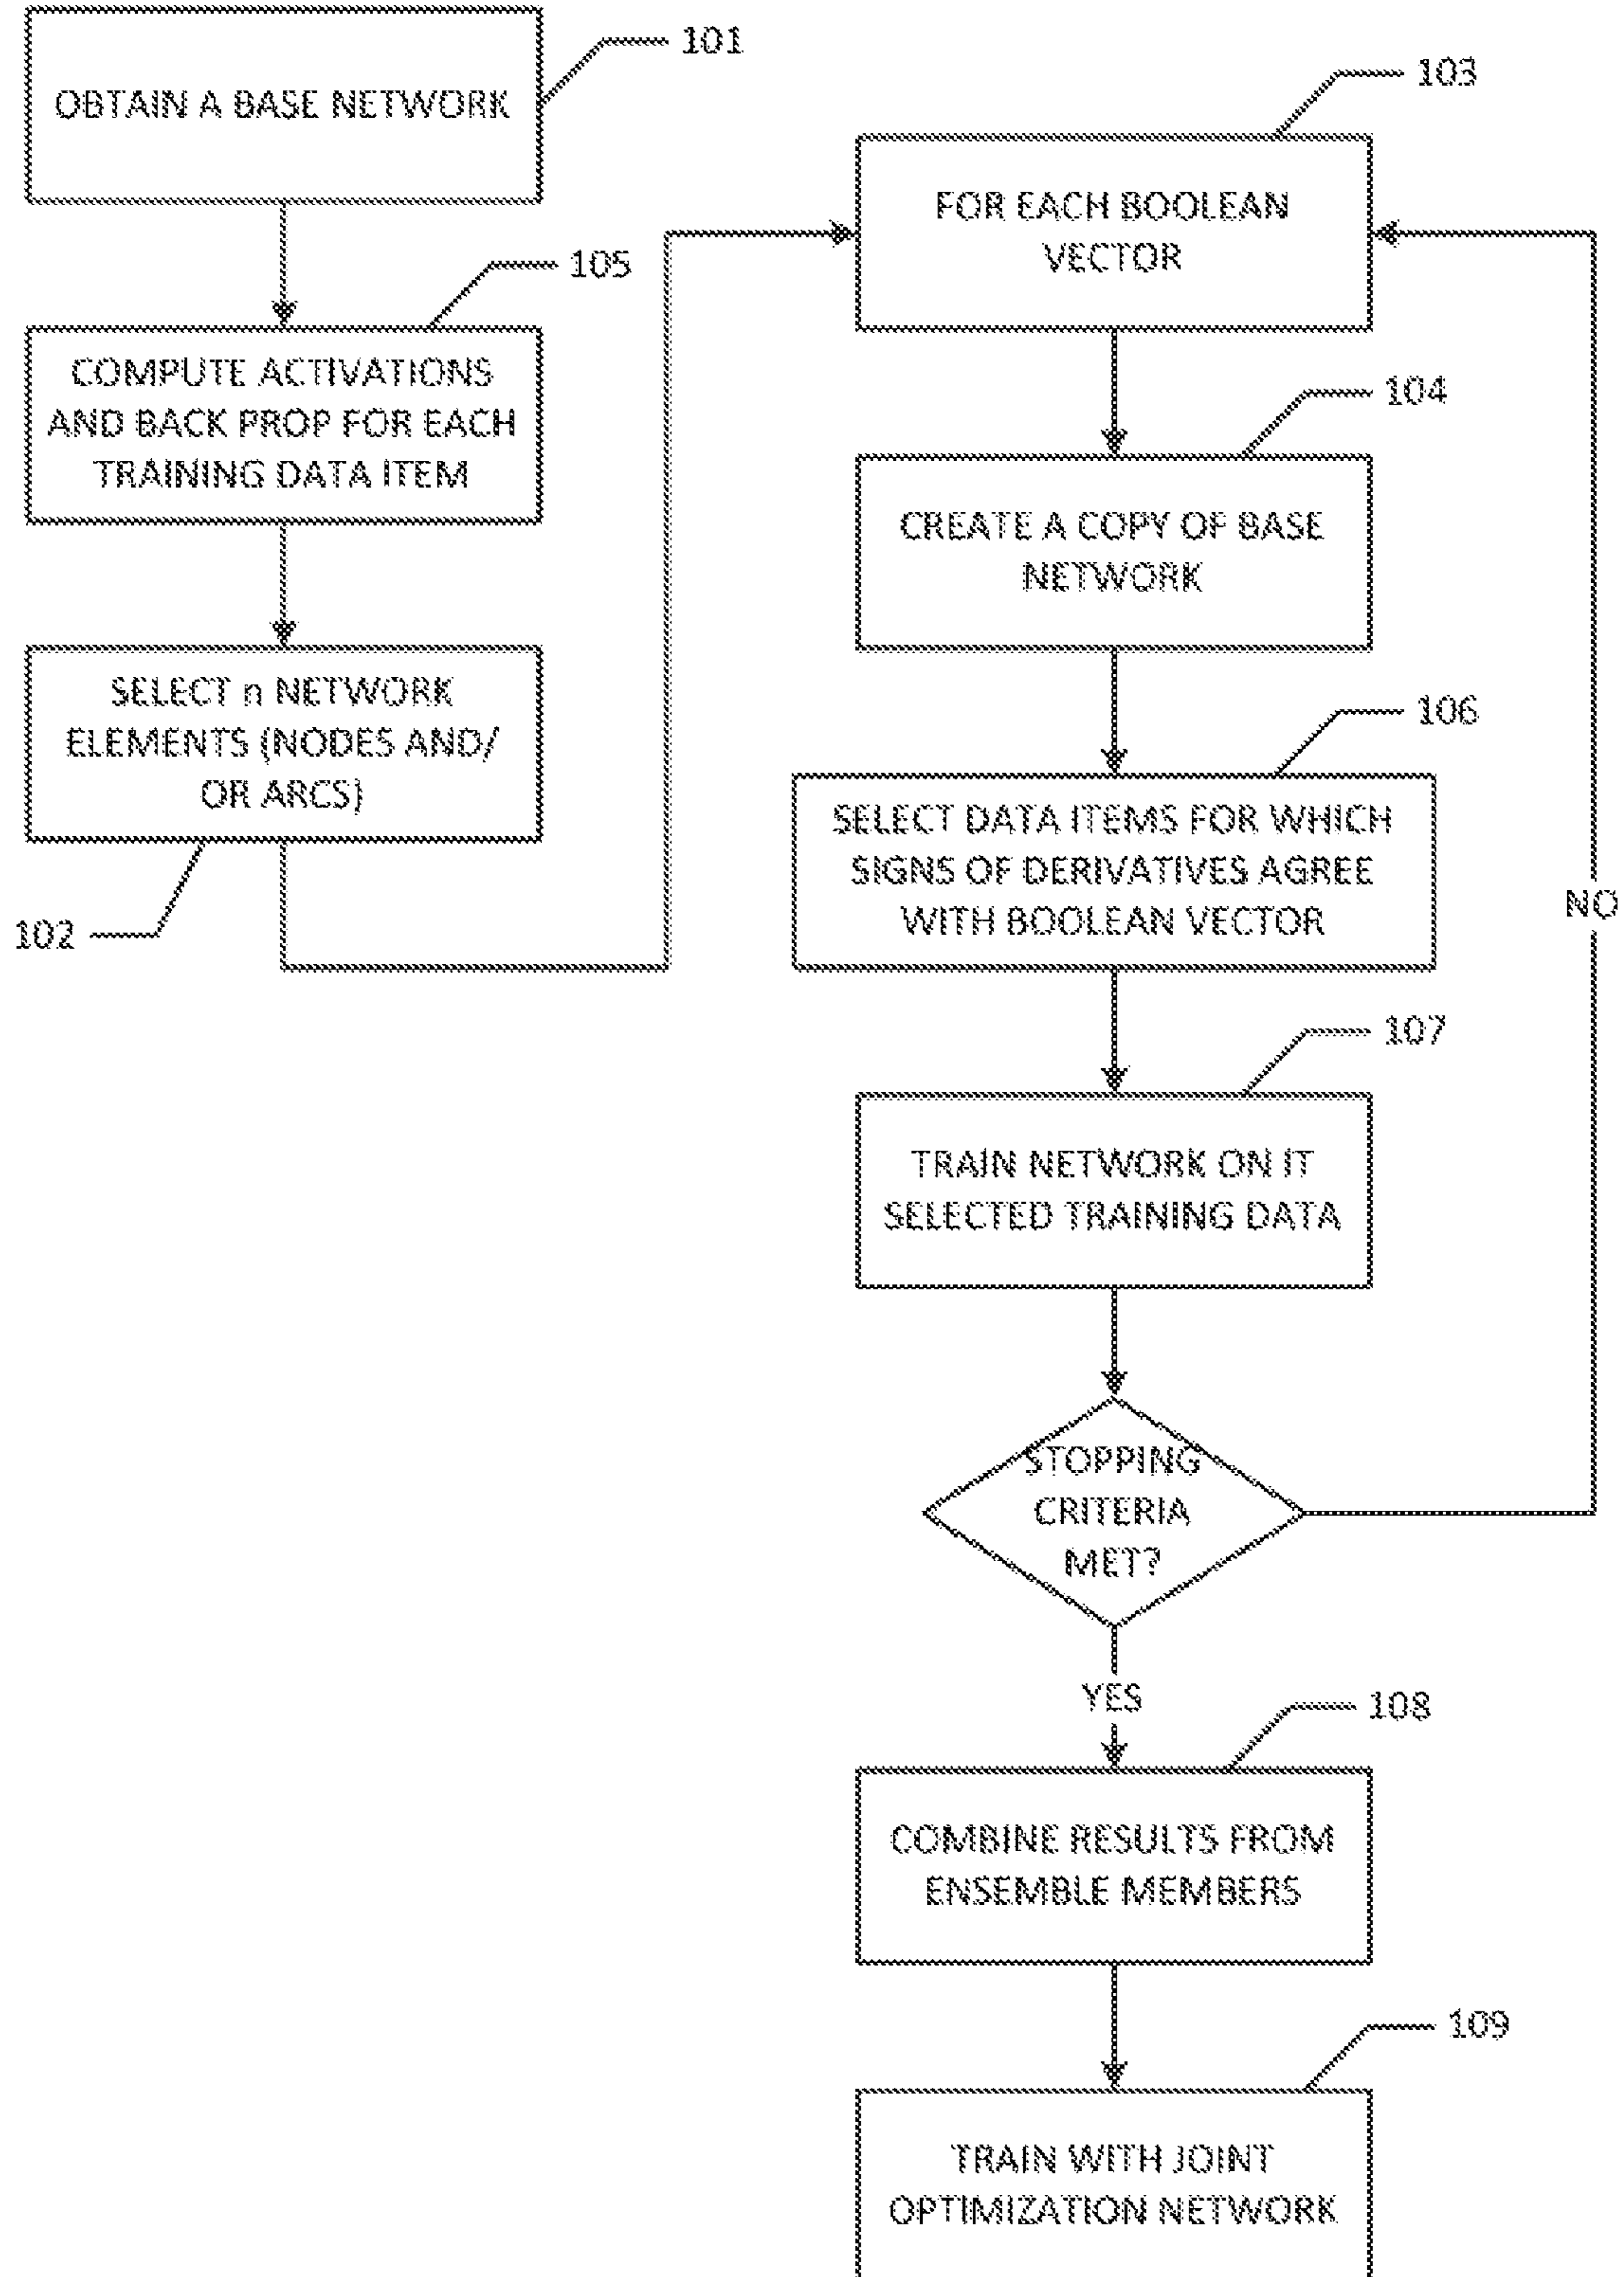 OBTAIN A BASE NETWORK
101
105
COMPUTE ACTIVATIONS
AND BACK PROP FOR EACH
TRAINING DATA ITEM
SELECT n NETWORK
ELEMENTS (NODES AND/
OR ARCS)
102
103
FOR EACH BOOLEAN
VECTOR
104
CREATE A COPY OF BASE
NETWORK
106
SELECT DATA ITEMS FOR WHICH
SIGNS OF DERIVATIVES AGREE
WITH BOOLEAN VECTOR
NO
107
TRAIN NETWORK ON IT
SELECTED TRAINING DATA
STOPPING
CRITERIA
MET?
YES
108
COMBINE RESULTS FROM
ENSEMBLE MEMBERS
109
TRAIN WITH JOINT
OPTIMIZATION NETWORK